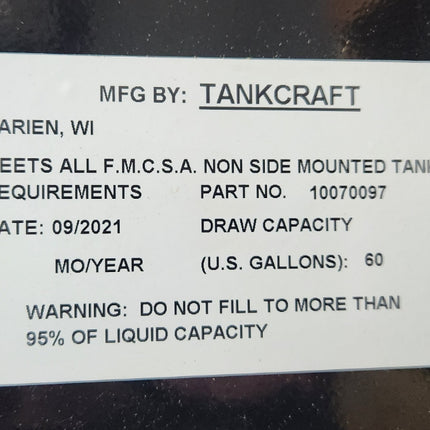 MFG BY: TANKCRAFT
ARIEN, WI
EETS ALL F.M.C.S.A. NON SIDE MOUNTED TANK
EQUIREMENTS PART NO. 10070097
ATE: 09/2021 DRAW CAPACITY
MO/YEAR (U.S. GALLONS): 60
WARNING: DO NOT FILL TO MORE THAN
95% OF LIQUID CAPACITY